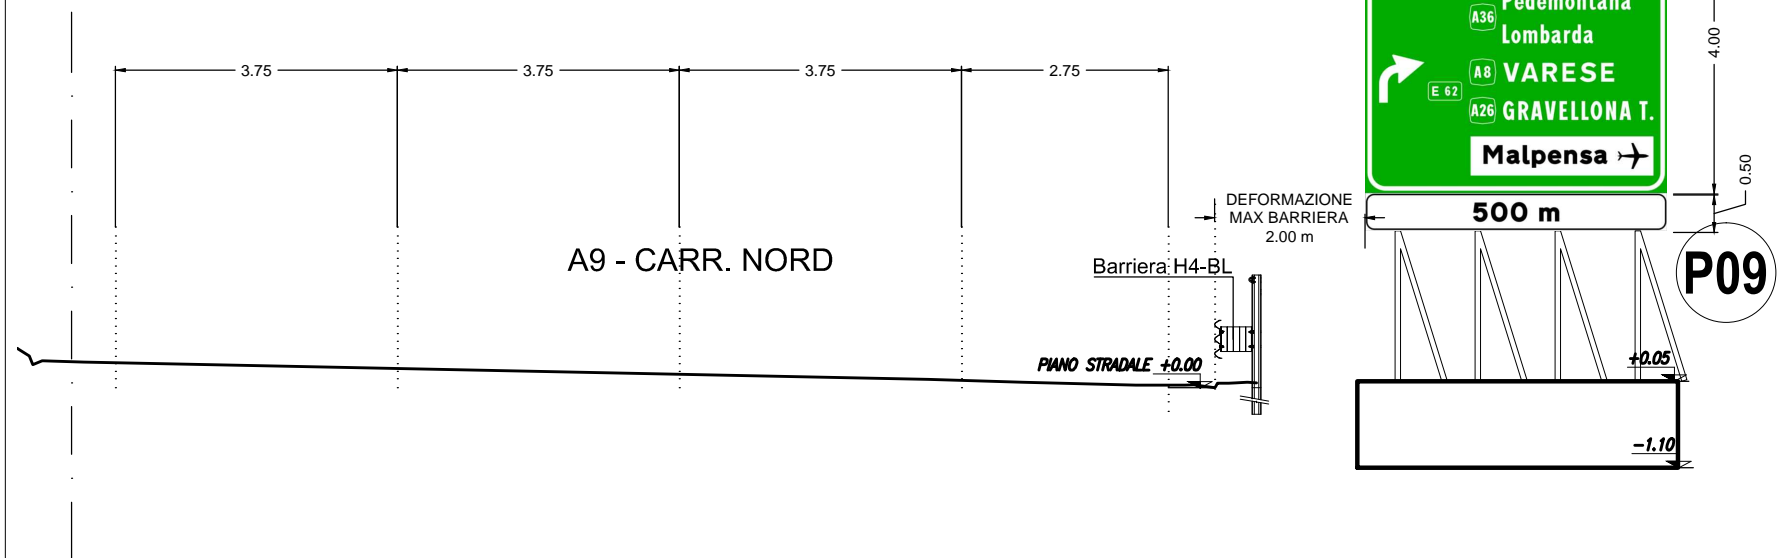 3.75
3.75
3.75
2.75
A9 - CARR. NORD
PIANO STRADALE +0.00
Barriera H4-BL
DEFORMAZIONE
MAX BARRIERA
2.00 m
A36 Pedemontana
Lombarda
A8 VARESE
E 62
A26 GRAVELLONA T.
Malpensa
500 m
4.00
0.50
P09
+0.05
-1.10